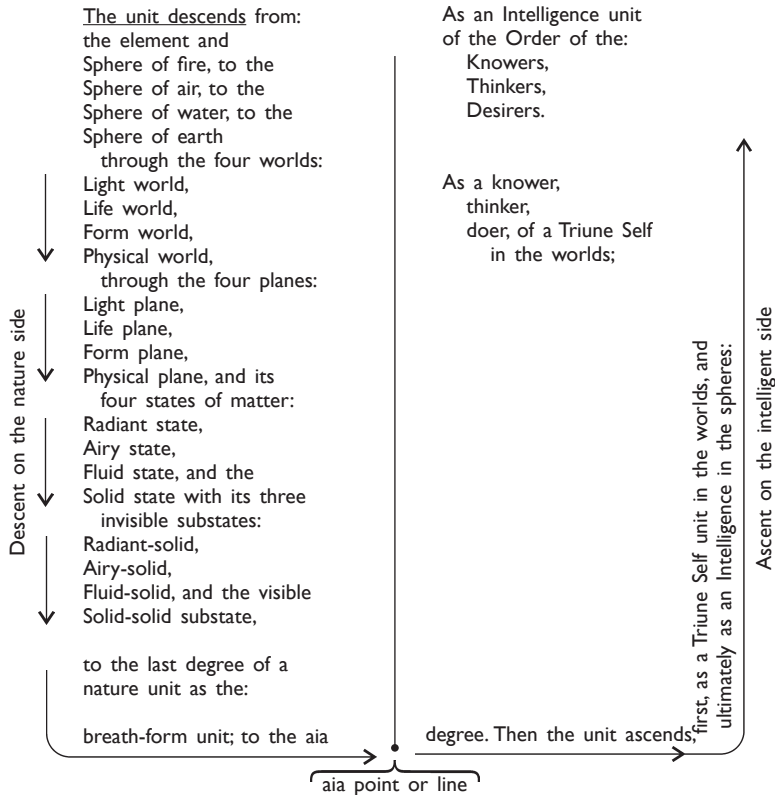 The unit descends from:
the element and
Sphere of fire, to the
Sphere of air, to the
Sphere of water, to the
Sphere of earth
through the four worlds:
Light world,
Life world,
Form world,
Physical world,
through the four planes:
Light plane,
Life plane,
Form plane,
Physical plane, and its
four states of matter:
Radiant state,
Airy state,
Fluid state, and the
Solid state with its three
invisible substates:
Radiant-solid,
Airy-solid,
Fluid-solid, and the visible
Solid-solid substate,
to the last degree of a
nature unit as the:
breath-form unit; to the aia
Descent on the nature side
aia point or line
degree. Then the unit ascends,
first, as a Triune Self unit in the worlds, and
ultimately as an Intelligence in the spheres:
As a knower,
thinker,
doer, of a Triune Self
in the worlds;
As an Intelligence unit
of the Order of the:
Knowers,
Thinkers,
Desirers.
Ascent on the intelligent side